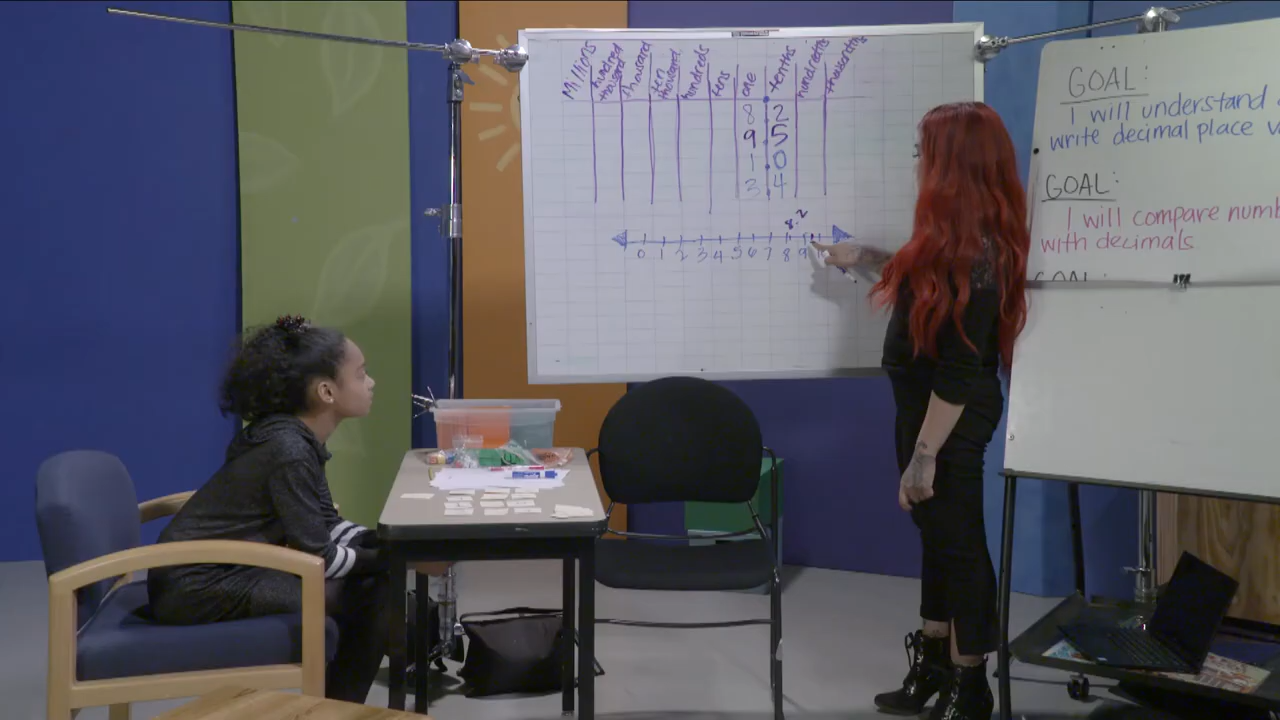 Millions hundred thousand thousand ten thousand hundreds tens one tenths hundredths thousandths
8 2
9 5
1 0
3 4
8.2
0 1 2 3 4 5 6 7 8 9
GOAL:
I will understand
write decimal place
GOAL:
I will compare
with decimals
GOAL: